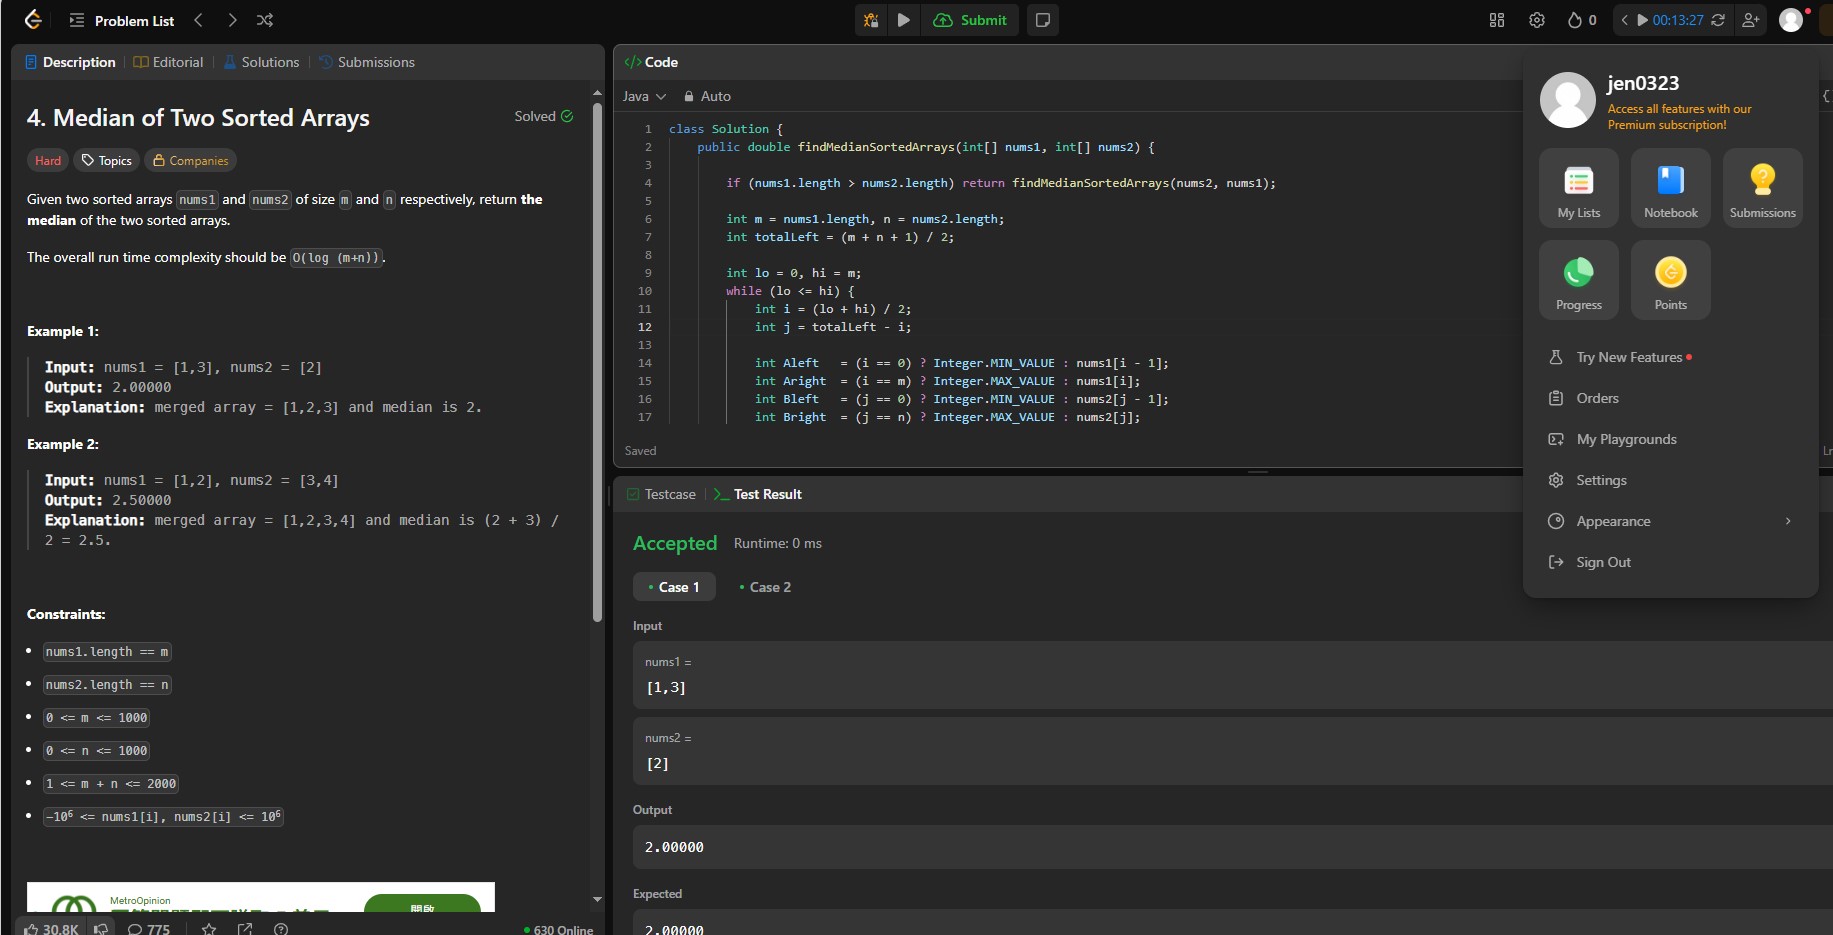 Problem List
Submit
0
00:13:27
Description
Editorial
Solutions
Submissions
4. Median of Two Sorted Arrays
Solved
Hard
Topics
Companies
Given two sorted arrays nums1 and nums2 of size m and n respectively, return the
median of the two sorted arrays.
The overall run time complexity should be O(log (m+n)).
Example 1:
Input: nums1 = [1,3], nums2 = [2]
Output: 2.00000
Explanation: merged array = [1,2,3] and median is 2.
Example 2:
Input: nums1 = [1,2], nums2 = [3,4]
Output: 2.50000
Explanation: merged array = [1,2,3,4] and median is (2 + 3) /
2 = 2.5.
Constraints:
nums1.length == m
nums2.length == n
0 <= m <= 1000
0 <= n <= 1000
1 <= m + n <= 2000
-10⁶ <= nums1[i], nums2[i] <= 10⁶
MetroOpinion
開啟
30.8K
775
630 Online
</> Code
Java
Auto
1 class Solution {
2 public double findMedianSortedArrays(int[] nums1, int[] nums2) {
3
4 if (nums1.length > nums2.length) return findMedianSortedArrays(nums2, nums1);
5
6 int m = nums1.length, n = nums2.length;
7 int totalLeft = (m + n + 1) / 2;
8
9 int lo = 0, hi = m;
10 while (lo <= hi) {
11 int i = (lo + hi) / 2;
12 int j = totalLeft - i;
13
14 int Aleft = (i == 0) ? Integer.MIN_VALUE : nums1[i - 1];
15 int Aright = (i == m) ? Integer.MAX_VALUE : nums1[i];
16 int Bleft = (j == 0) ? Integer.MIN_VALUE : nums2[j - 1];
17 int Bright = (j == n) ? Integer.MAX_VALUE : nums2[j];
Saved
Testcase
Test Result
Accepted
Runtime: 0 ms
Case 1
Case 2
Input
nums1 =
[1,3]
nums2 =
[2]
Output
2.00000
Expected
2.00000
jen0323
Access all features with our
Premium subscription!
My Lists
Notebook
Submissions
Progress
Points
Try New Features
Orders
My Playgrounds
Settings
Appearance
Sign Out